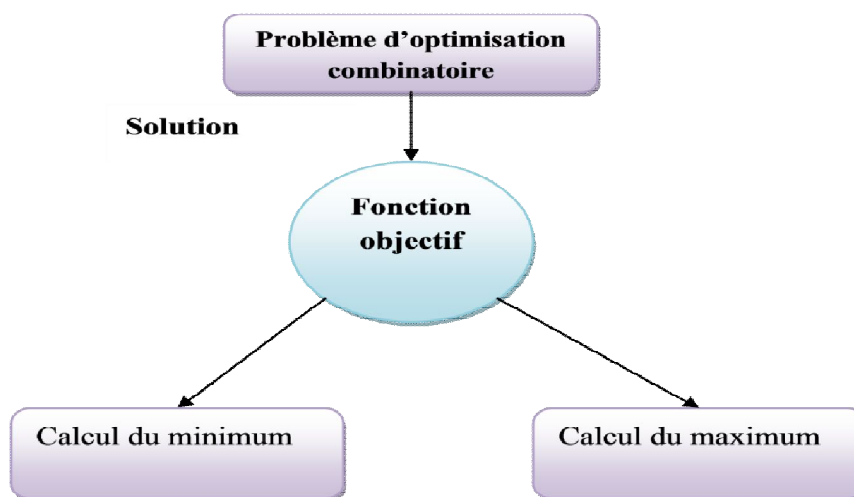 Problème d'optimisation
combinatoire
Solution
Fonction
objectif
Calcul du minimum
Calcul du maximum